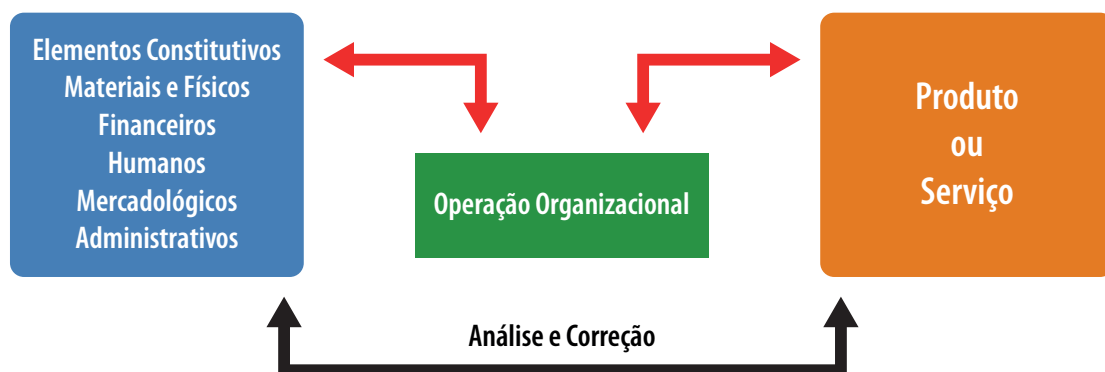 Elementos Constitutivos
Materiais e Físicos
Financeiros
Humanos
Mercadológicos
Administrativos
Operação Organizacional
Produto
ou
Serviço
Análise e Correção